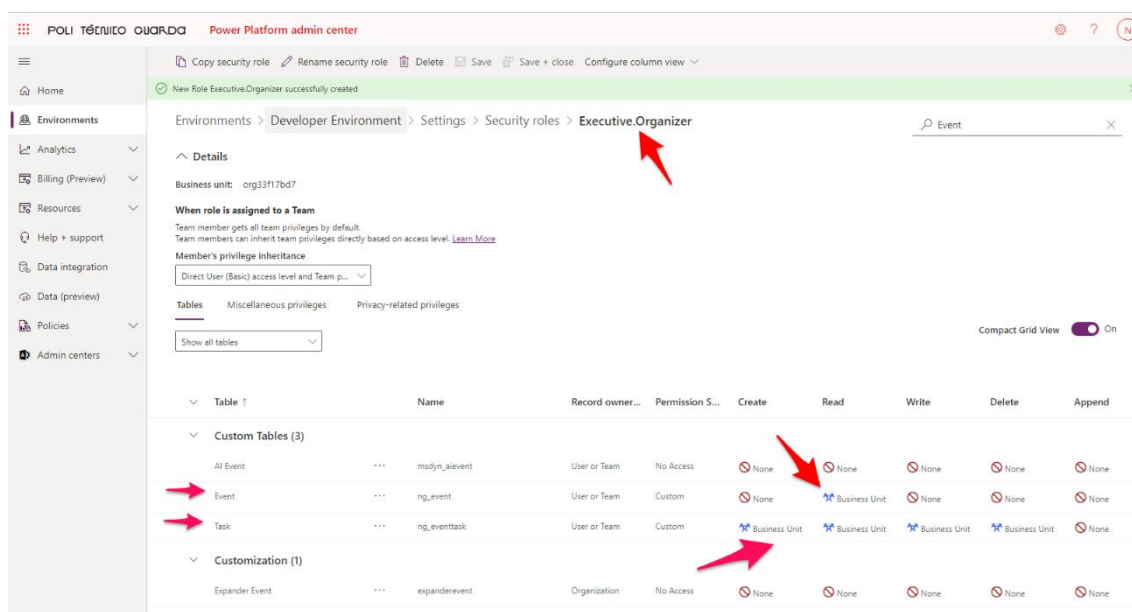 POLI TÉCNICO GUARDA Power Platform admin center ? N
Copy security role Rename security role Delete Save Save + close Configure column view
Home New Role Executive.Organizer successfully created
Environments Environments > Developer Environment > Settings > Security roles > Executive.Organizer Event
Analytics
Details
Billing (Preview) Business unit: org33f17bd7
Resources When role is assigned to a Team
Team member gets all team privileges by default.
Help + support Team members can inherit team privileges directly based on access level. Learn More
Member's privilege inheritance
Data integration Direct User (Basic) access level and Team p...
Data (preview) Tables Miscellaneous privileges Privacy-related privileges
Policies Compact Grid View On
Show all tables
Admin centers
Table ↑ Name Record owner... Permission S... Create Read Write Delete Append
Custom Tables (3)
AI Event ... msdyn_aievent User or Team No Access None None None None None
Event ... ng_event User or Team Custom None Business Unit None None None
Task ... ng_eventtask User or Team Custom Business Unit Business Unit Business Unit Business Unit None
Customization (1)
Expander Event ... expanderevent Organization No Access None None None None None